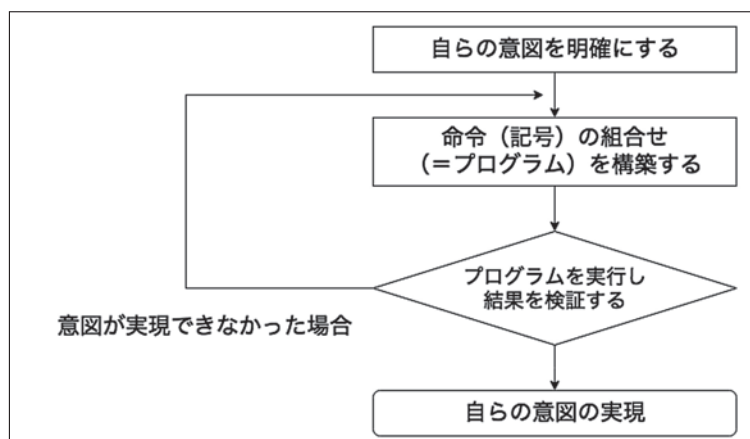 自らの意図を明確にする
命令（記号）の組合せ
（＝プログラム）を構築する
プログラムを実行し
結果を検証する
意図が実現できなかった場合
自らの意図の実現